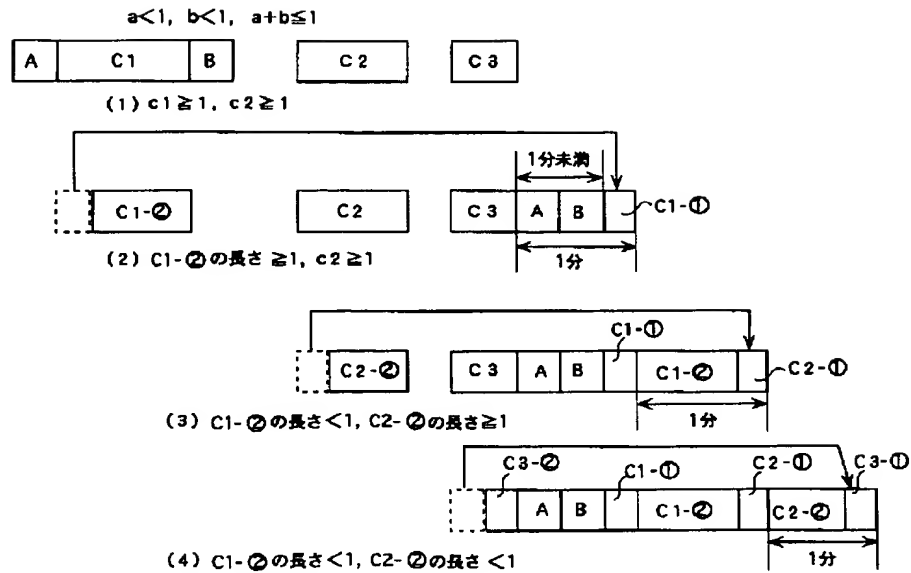 a<1, b<1, a+b≦1
A C1 B C2 C3
(1) c1≧1, c2≧1
1分未満
C1-② C2 C3 A B C1-①
(2) C1-②の長さ ≧1, c2≧1
1分
C1-①
C2-② C3 A B C1-② C2-①
(3) C1-②の長さ<1, C2-②の長さ≧1
1分
C3-② C1-① C2-① C3-①
A B C1-② C2-②
(4) C1-②の長さ<1, C2-②の長さ <1
1分